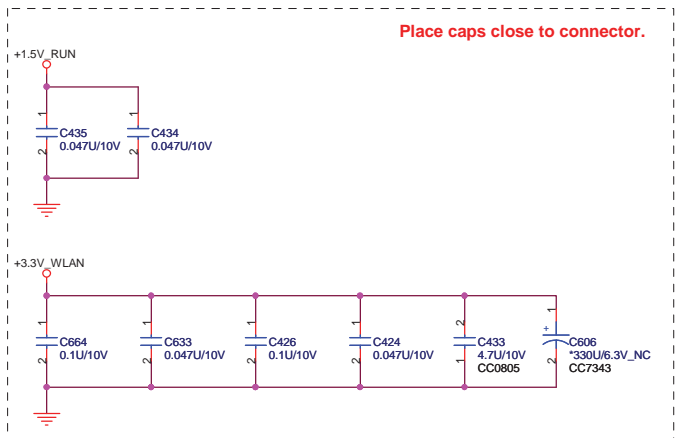 Place caps close to connector.
+1.5V_RUN
1 1
C435 C434
0.047U/10V 0.047U/10V
2 2
+3.3V_WLAN
1 1 1 1 2 1
+
C664 C633 C426 C424 C433 C606
0.1U/10V 0.047U/10V 0.1U/10V 0.047U/10V 4.7U/10V *330U/6.3V_NC
2 2 2 2 1 2
CC0805 CC7343